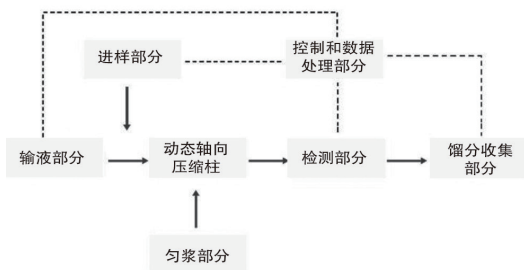 进样部分
控制和数据
处理部分
输液部分
动态轴向
压缩柱
检测部分
馏分收集
部分
匀浆部分